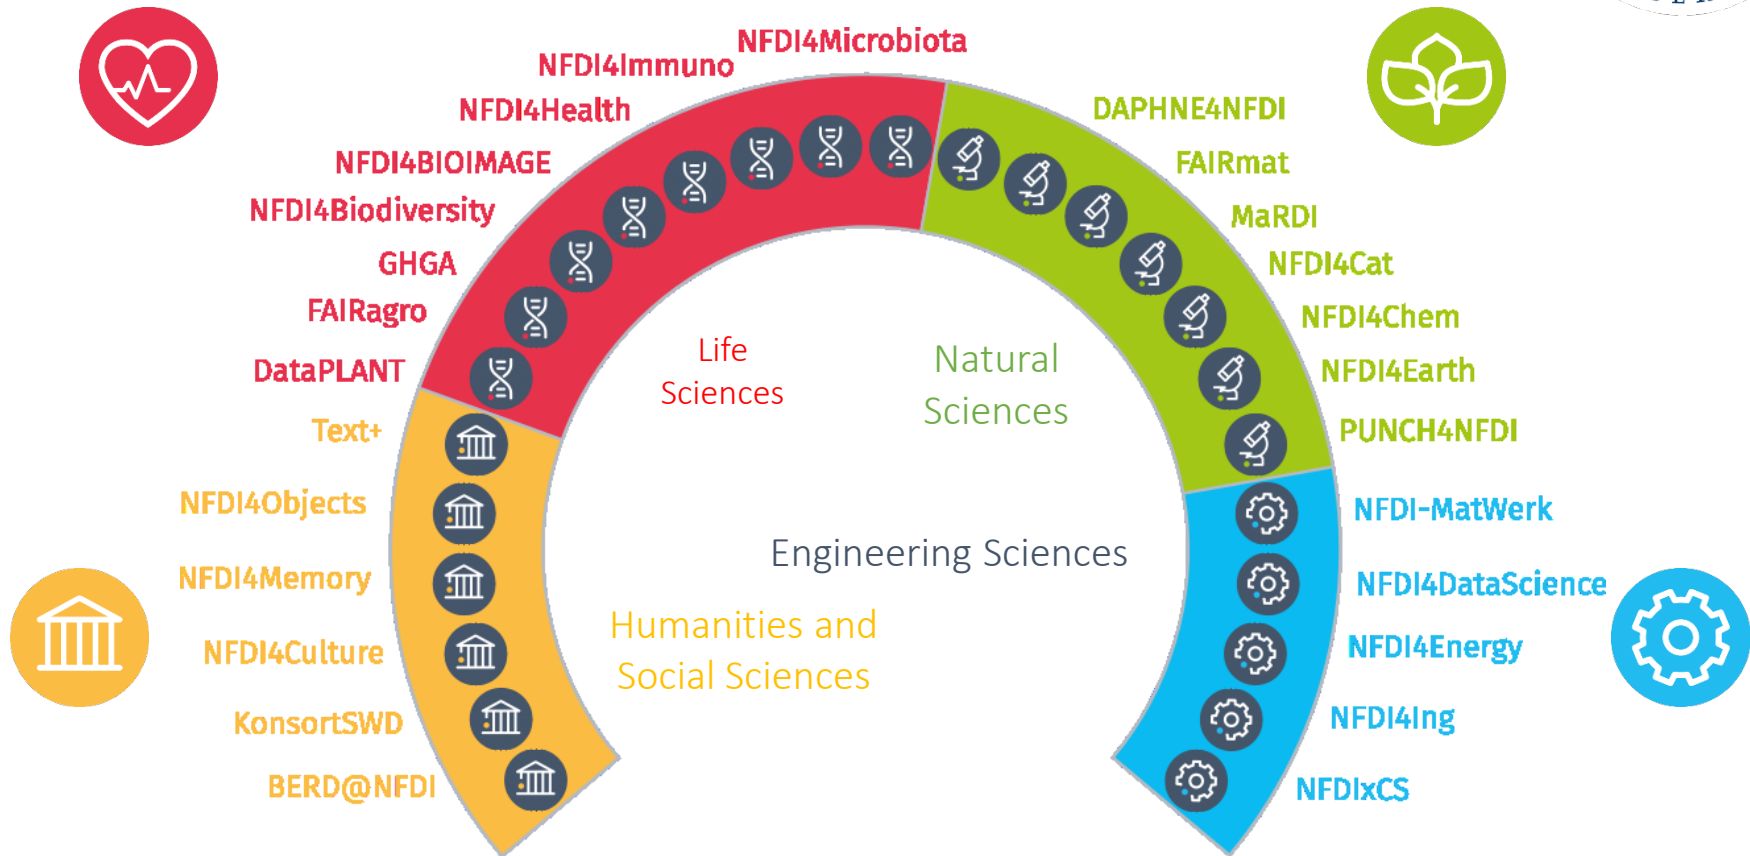 NFDI4Microbiota
NFDI4Immuno
NFDI4Health
NFDI4BIOIMAGE
NFDI4Biodiversity
GHGA
FAIRagro
DataPLANT
Text+
NFDI4Objects
NFDI4Memory
NFDI4Culture
KonsortSWD
BERD@NFDI
DAPHNE4NFDI
FAIRmat
MaRDI
NFDI4Cat
NFDI4Chem
NFDI4Earth
PUNCH4NFDI
NFDI-MatWerk
NFDI4DataScience
NFDI4Energy
NFDI4Ing
NFDIxCS
Life
Sciences
Natural
Sciences
Engineering Sciences
Humanities and
Social Sciences